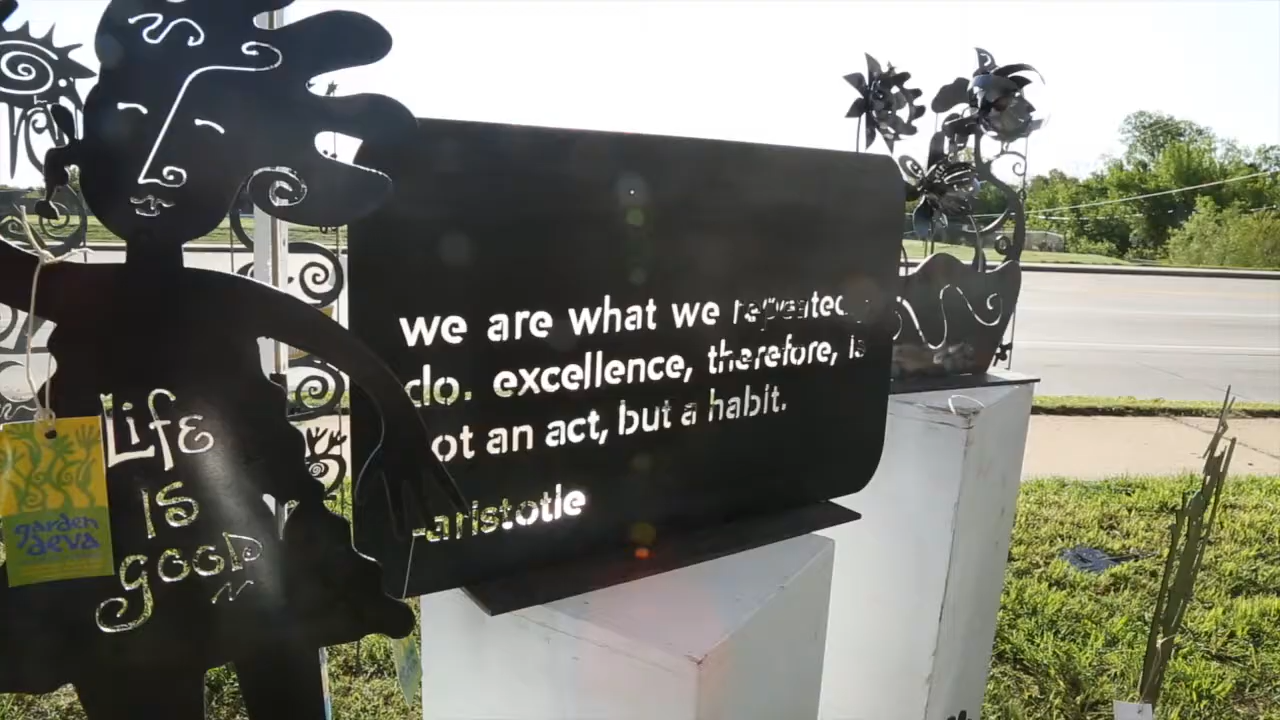 we are what we repeated
do. excellence, therefore, is
ot an act, but a habit.
-aristotle
Life
is
good
garden
deva